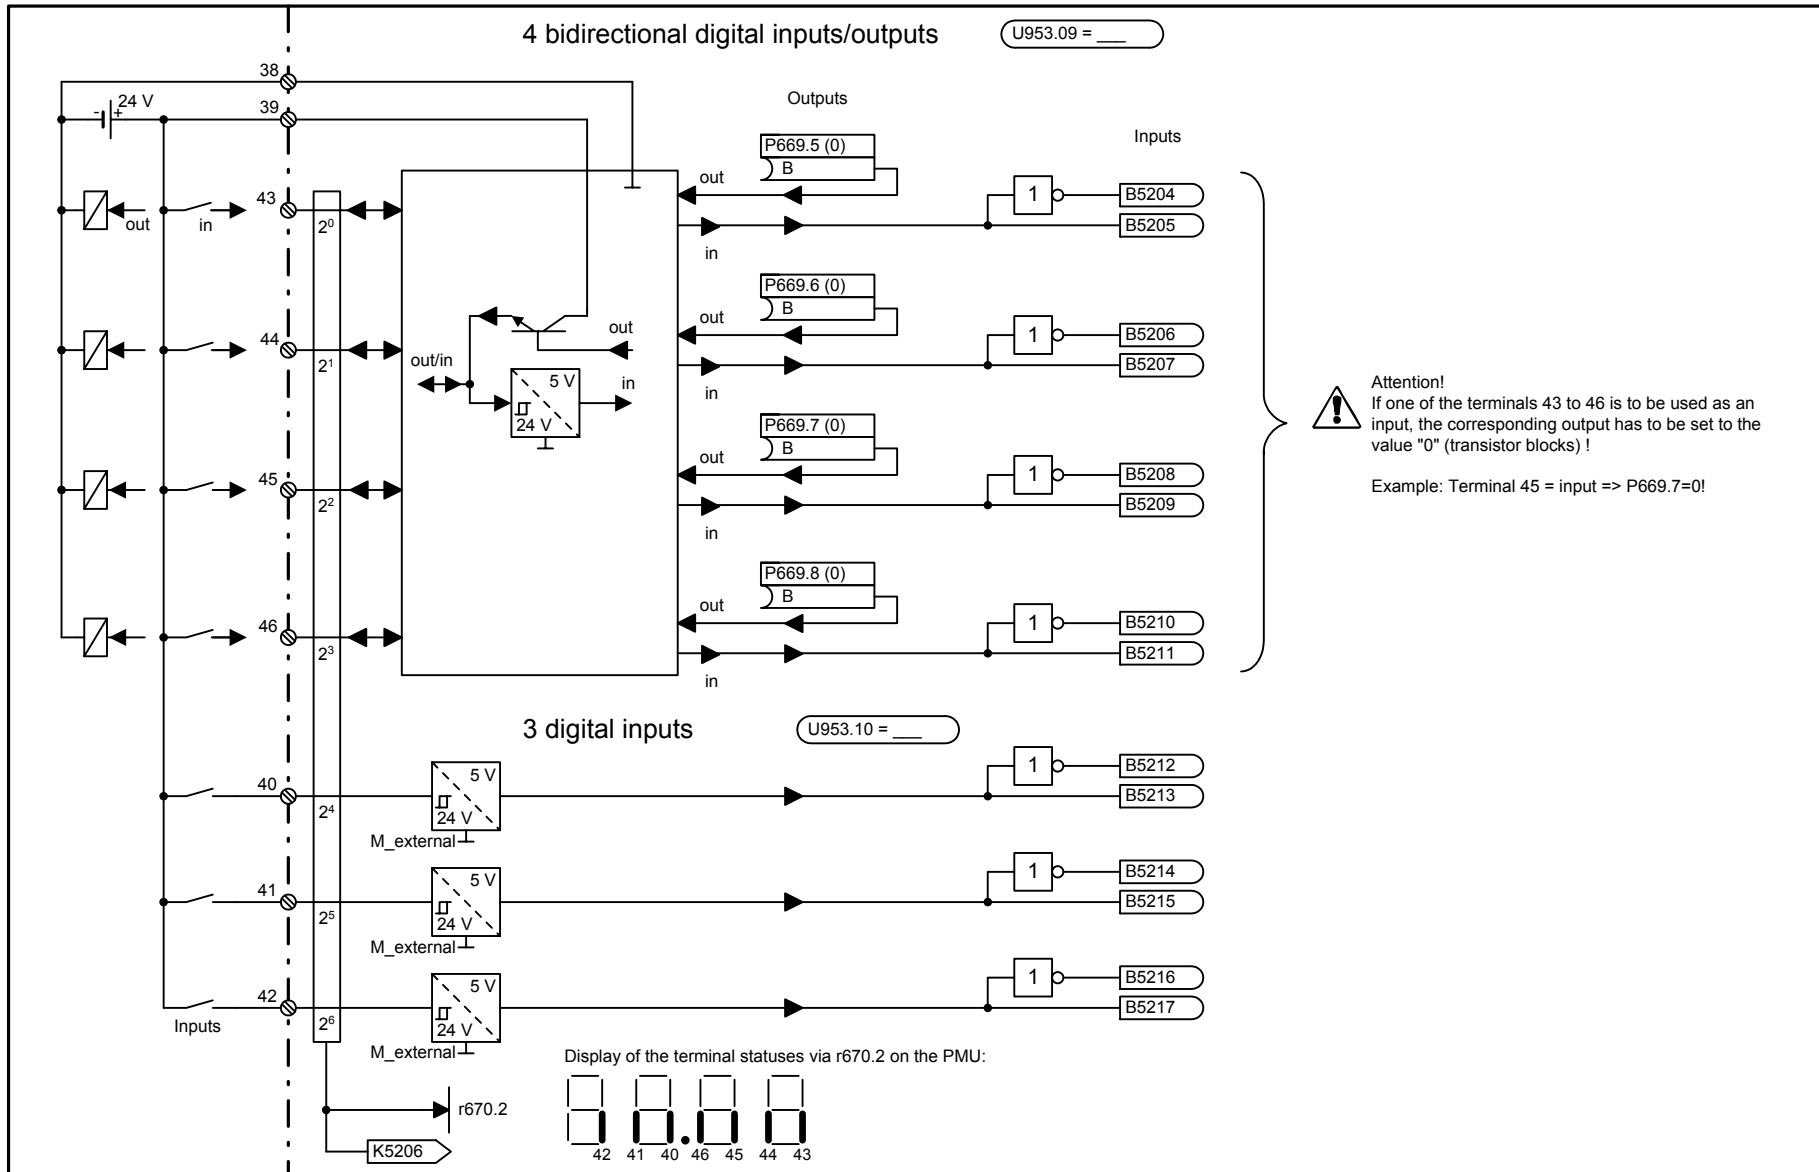 4 bidirectional digital inputs/outputs
U953.09 = ___
38
24 V
- +
39
Outputs
Inputs
P669.5 (0)
B
out
in
43
2⁰
out
in
1
B5204
B5205
P669.6 (0)
B
44
2¹
out
in
1
B5206
B5207
out
out/in
5 V
24 V
in
P669.7 (0)
B
45
2²
out
in
1
B5208
B5209
P669.8 (0)
B
46
2³
out
in
1
B5210
B5211
Attention!
If one of the terminals 43 to 46 is to be used as an
input, the corresponding output has to be set to the
value "0" (transistor blocks) !
Example: Terminal 45 = input => P669.7=0!
3 digital inputs
U953.10 = ___
40
2⁴
5 V
24 V
M_external
1
B5212
B5213
41
2⁵
5 V
24 V
M_external
1
B5214
B5215
42
2⁶
5 V
24 V
M_external
1
B5216
B5217
Inputs
Display of the terminal statuses via r670.2 on the PMU:
r670.2
K5206
42 41 40 46 45 44 43